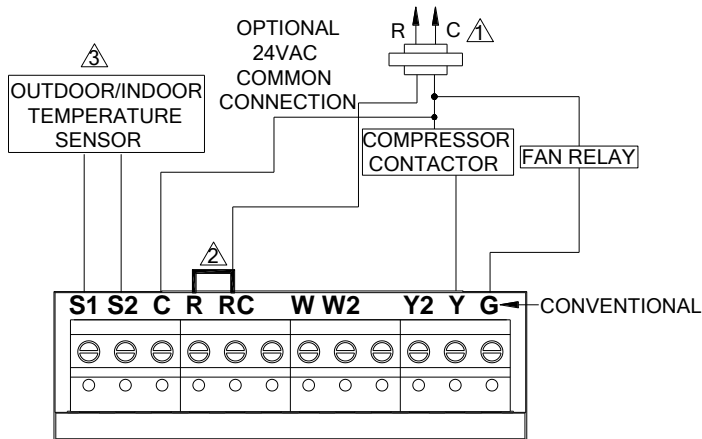 OPTIONAL
24VAC
COMMON
CONNECTION
R C 1
3
OUTDOOR/INDOOR
TEMPERATURE
SENSOR
COMPRESSOR
CONTACTOR
FAN RELAY
2
S1 S2 C R RC W W2 Y2 Y G
CONVENTIONAL